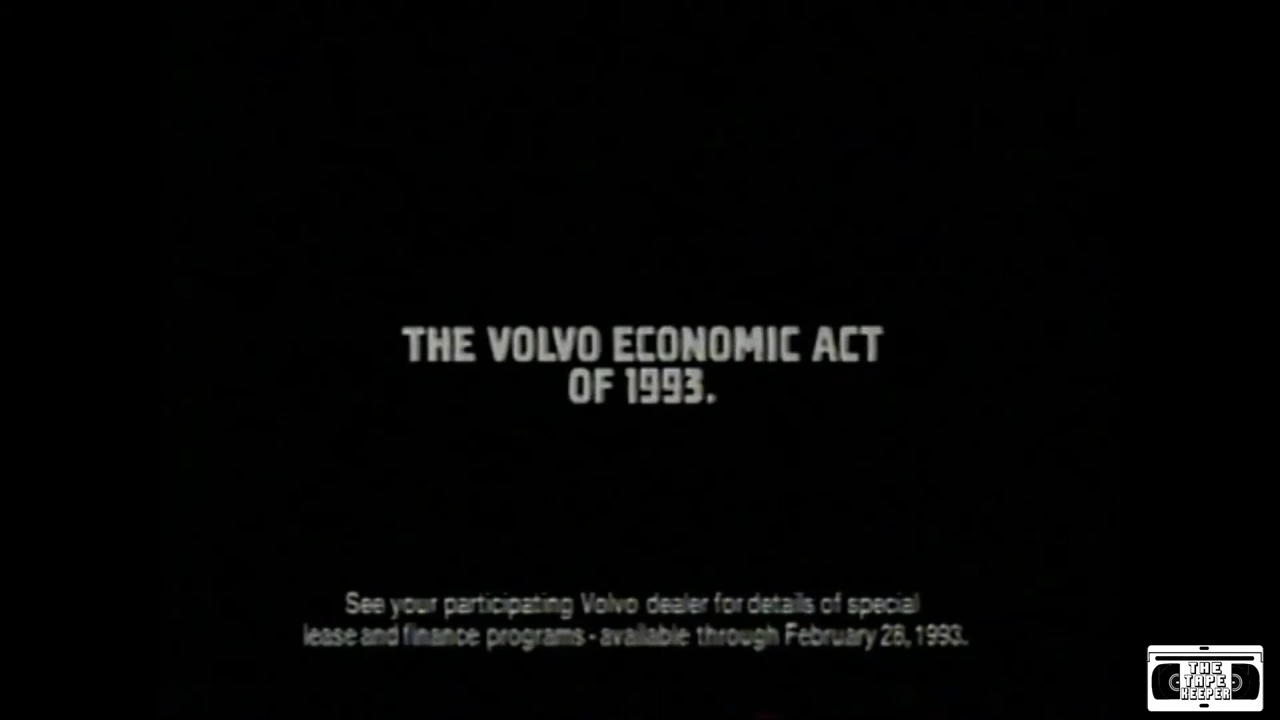 THE VOLVO ECONOMIC ACT
OF 1993.
See your participating Volvo dealer for details of special
lease and finance programs - available through February 28, 1993.
THE
TAPE
KEEPER